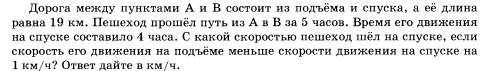 Дорога между пунктами А и В состоит из подъёма и спуска, а её длина
равна 19 км. Пешеход прошёл путь из А в В за 5 часов. Время его движения
на спуске составило 4 часа. С какой скоростью пешеход шёл на спуске, если
скорость его движения на подъёме меньше скорости движения на спуске на
1 км/ч? Ответ дайте в км/ч.